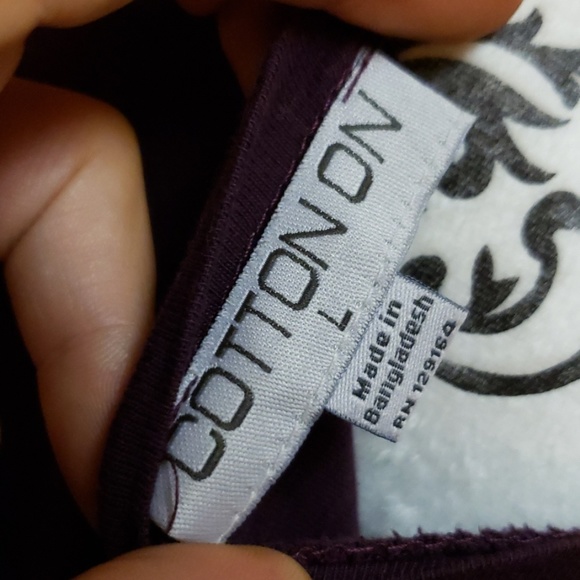 COTTON ON
L
Made in
Bangladesh
RN 129164